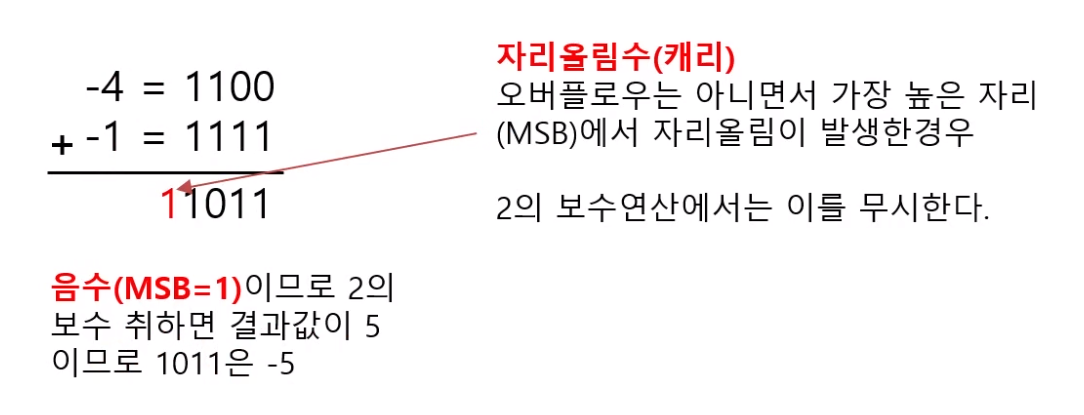 -4 = 1100
+ -1 = 1111
11011
자리올림수(캐리)
오버플로우는 아니면서 가장 높은 자리
(MSB)에서 자리올림이 발생한경우
2의 보수연산에서는 이를 무시한다.
음수(MSB=1)이므로 2의
보수 취하면 결과값이 5
이므로 1011은 -5